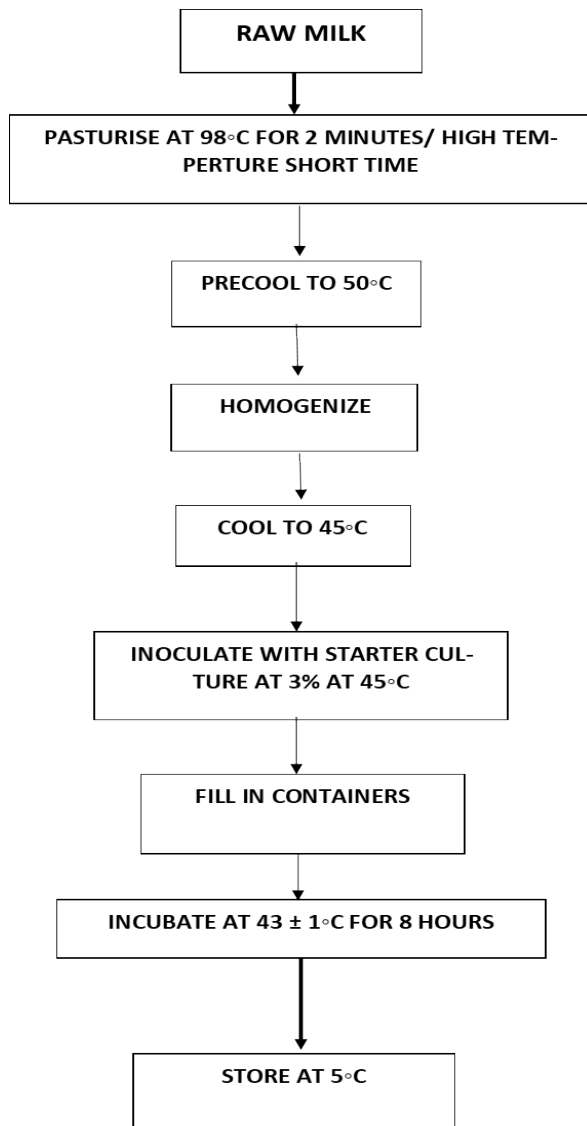 RAW MILK
PASTURISE AT 98◦C FOR 2 MINUTES/ HIGH TEM-
PERTURE SHORT TIME
PRECOOL TO 50◦C
HOMOGENIZE
COOL TO 45◦C
INOCULATE WITH STARTER CUL-
TURE AT 3% AT 45◦C
FILL IN CONTAINERS
INCUBATE AT 43 ± 1◦C FOR 8 HOURS
STORE AT 5◦C